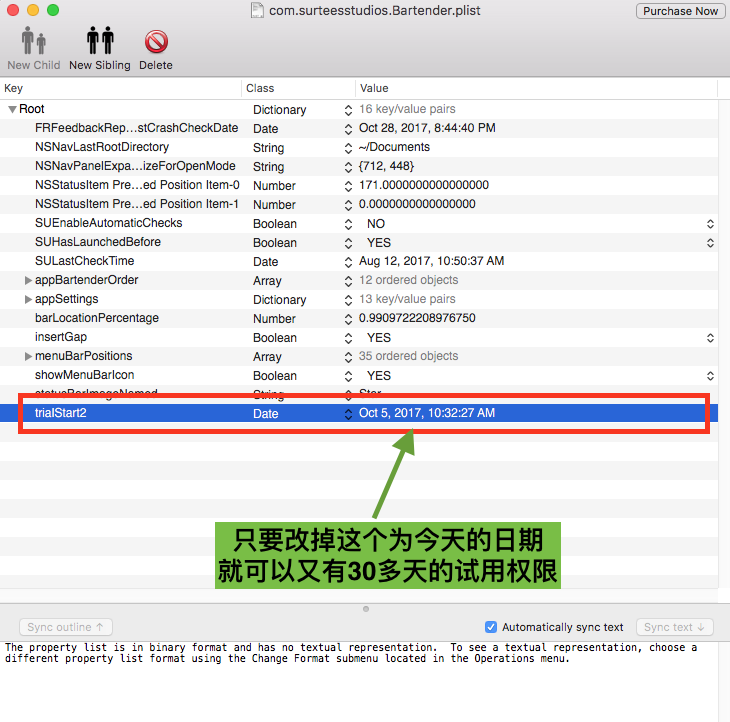 com.surteesstudios.Bartender.plist
Purchase Now
New Child New Sibling Delete
Key Class Value
Root Dictionary 16 key/value pairs
FRFeedbackRep...stCrashCheckDate Date Oct 28, 2017, 8:44:40 PM
NSNavLastRootDirectory String ~/Documents
NSNavPanelExpa...izeForOpenMode String {712, 448}
NSStatusItem Pre...ed Position Item-0 Number 171.0000000000000000
NSStatusItem Pre...ed Position Item-1 Number 0.0000000000000000
SUEnableAutomaticChecks Boolean NO
SUHasLaunchedBefore Boolean YES
SULastCheckTime Date Aug 12, 2017, 10:50:37 AM
appBartenderOrder Array 12 ordered objects
appSettings Dictionary 13 key/value pairs
barLocationPercentage Number 0.9909722208976750
insertGap Boolean YES
menuBarPositions Array 35 ordered objects
showMenuBarIcon Boolean YES
statusBarImageNamed String Star
trialStart2 Date Oct 5, 2017, 10:32:27 AM
只要改掉这个为今天的日期
就可以又有30多天的试用权限
Sync outline ↑ Automatically sync text Sync text ↓
The property list is in binary format and has no textual representation. To see a textual representation, choose a
different property list format using the Change Format submenu located in the Operations menu.